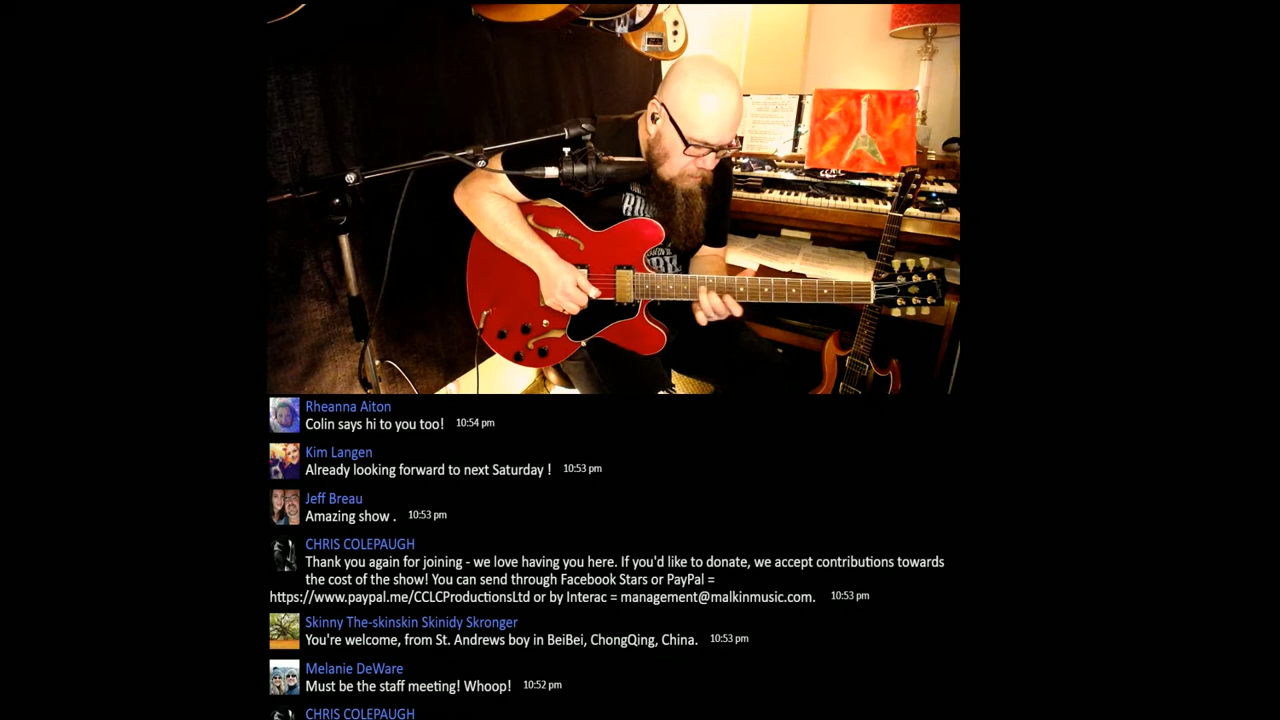 Rheanna Aiton
Colin says hi to you too! 10:54 pm
Kim Langen
Already looking forward to next Saturday ! 10:53 pm
Jeff Breau
Amazing show . 10:53 pm
CHRIS COLEPAUGH
Thank you again for joining - we love having you here. If you'd like to donate, we accept contributions towards
the cost of the show! You can send through Facebook Stars or PayPal =
https://www.paypal.me/CCLCProductionsLtd or by Interac = management@malkinmusic.com. 10:53 pm
Skinny The-skinskin Skinidy Skronger
You're welcome, from St. Andrews boy in BeiBei, ChongQing, China. 10:53 pm
Melanie DeWare
Must be the staff meeting! Whoop! 10:52 pm
CHRIS COLEPAUGH